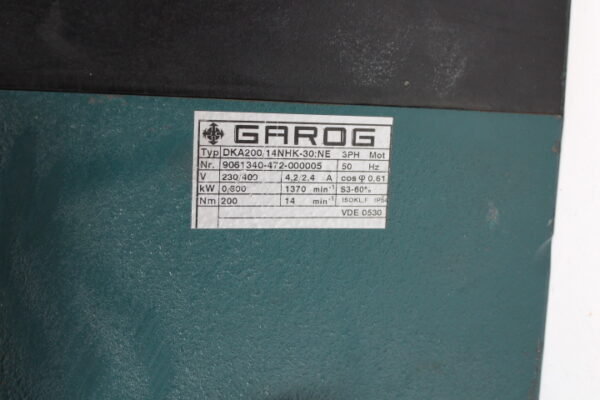 GAROG
Typ DKA200/14NHK-30:NE 3PH Mot
Nr. 9061340-472-000005 50 Hz
V 230/400 4,2/2,4 A cos φ 0,61
kW 0,600 1370 min⁻¹ S3-60%
Nm 200 14 min⁻¹ ISOKL,F IP54
VDE 0530